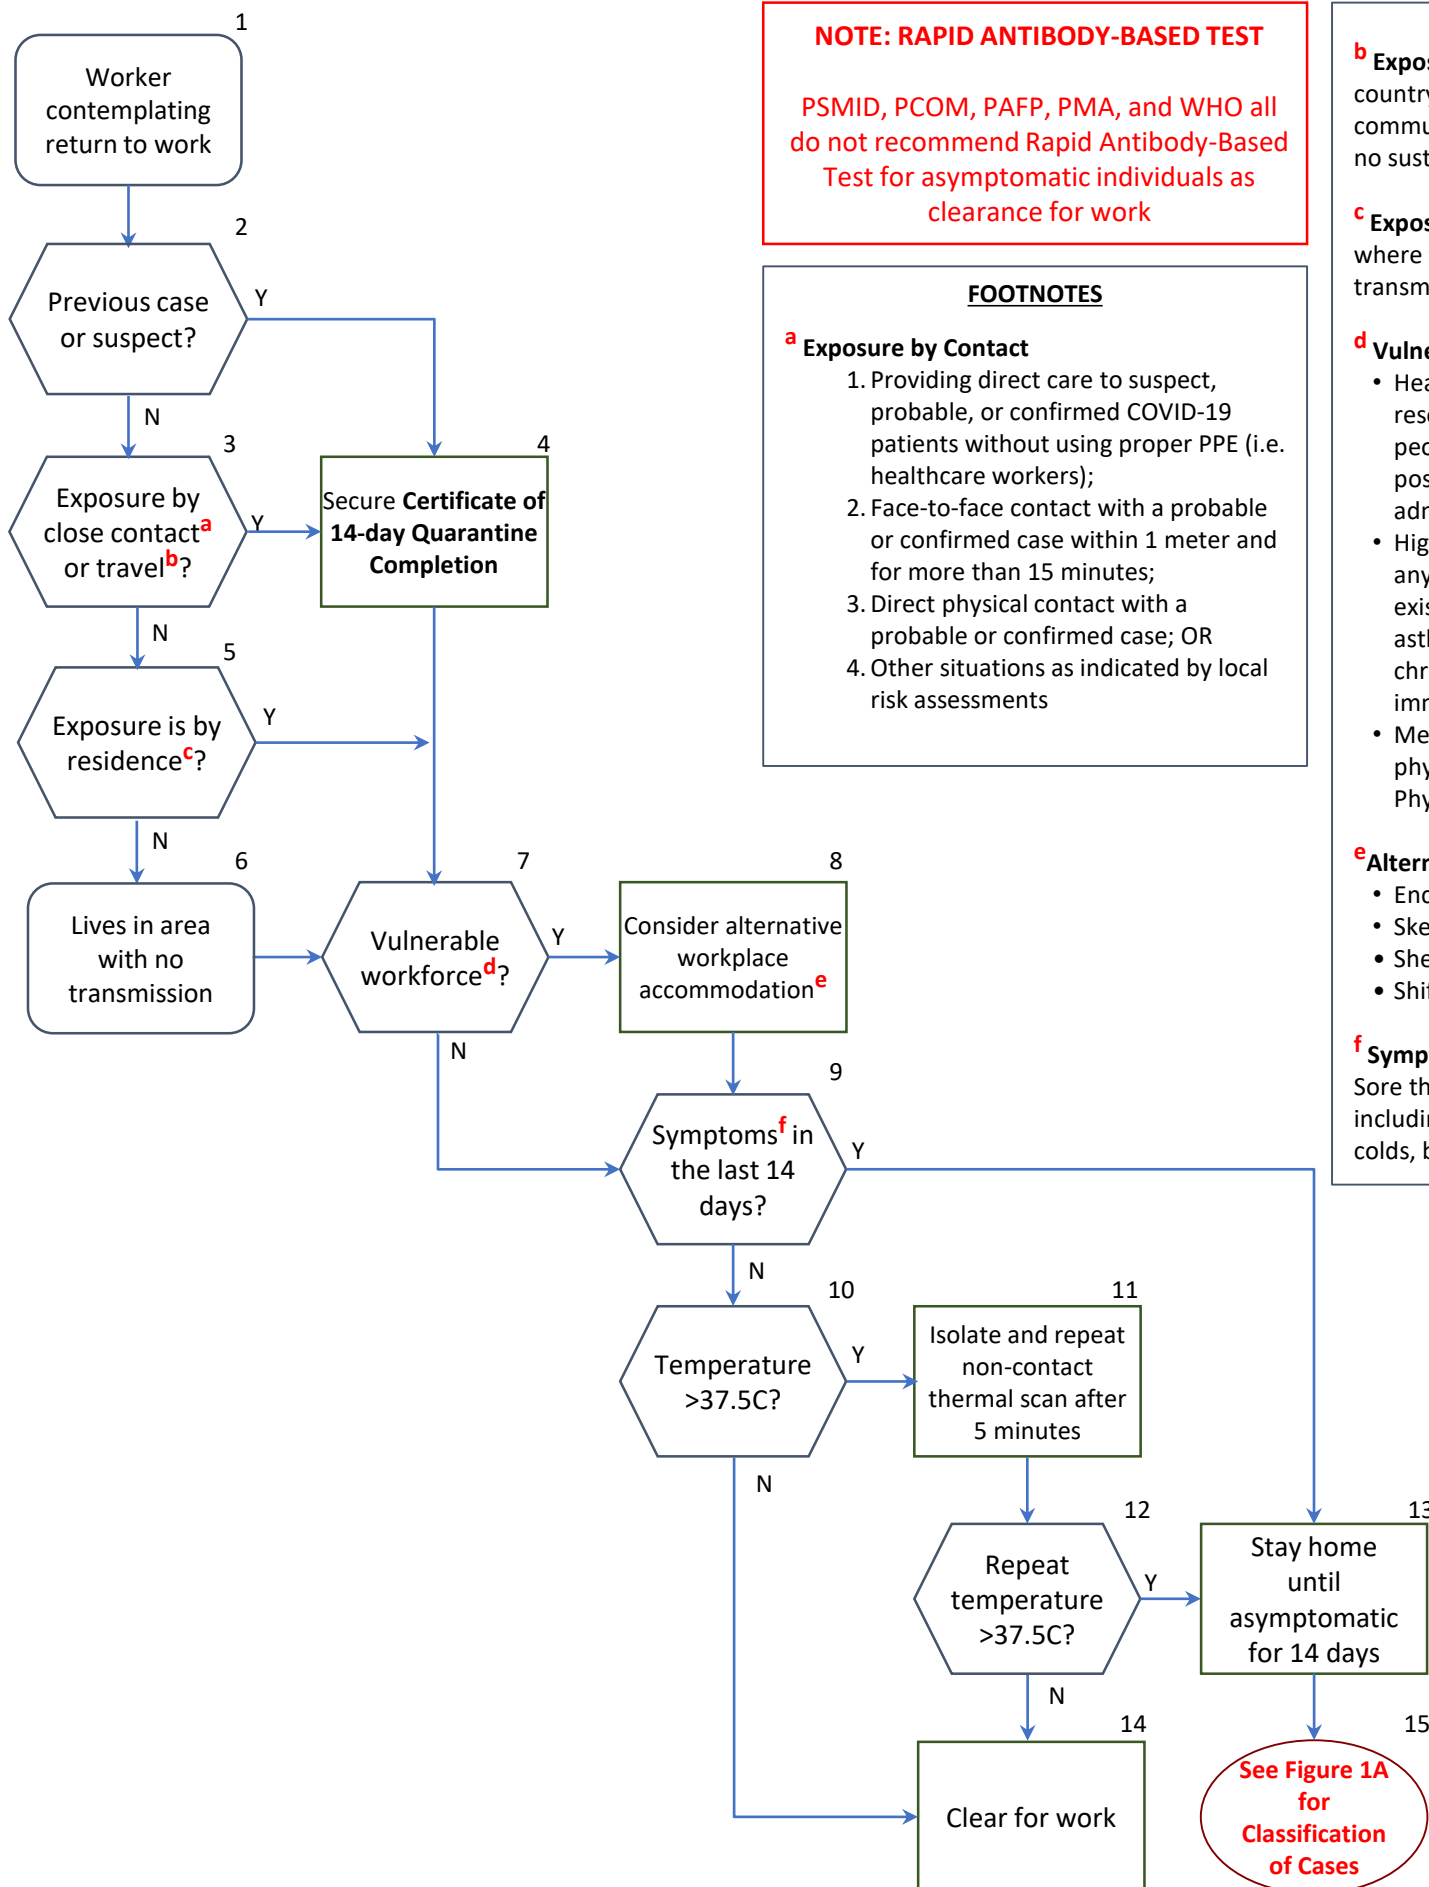 1
Worker
contemplating
return to work
2
Previous case
or suspect?
Y
N
3
Exposure by
close contacta
or travelb?
Y
N
4
Secure Certificate of
14-day Quarantine
Completion
5
Exposure is by
residencec?
Y
N
6
Lives in area
with no
transmission
7
Vulnerable
workforced?
Y
N
8
Consider alternative
workplace
accommodatione
9
Symptomsf in
the last 14
days?
Y
N
10
Temperature
>37.5C?
Y
N
11
Isolate and repeat
non-contact
thermal scan after
5 minutes
12
Repeat
temperature
>37.5C?
Y
N
13
Stay home
until
asymptomatic
for 14 days
14
Clear for work
15
See Figure 1A
for
Classification
of Cases
NOTE: RAPID ANTIBODY-BASED TEST
PSMID, PCOM, PAFP, PMA, and WHO all
do not recommend Rapid Antibody-Based
Test for asymptomatic individuals as
clearance for work
FOOTNOTES
a Exposure by Contact
1. Providing direct care to suspect,
probable, or confirmed COVID-19
patients without using proper PPE (i.e.
healthcare workers);
2. Face-to-face contact with a probable
or confirmed case within 1 meter and
for more than 15 minutes;
3. Direct physical contact with a
probable or confirmed case; OR
4. Other situations as indicated by local
risk assessments
b
country
no
c
where
d
• 
any
• 
e
• 
• 
• 
• 
f
Sore
colds,